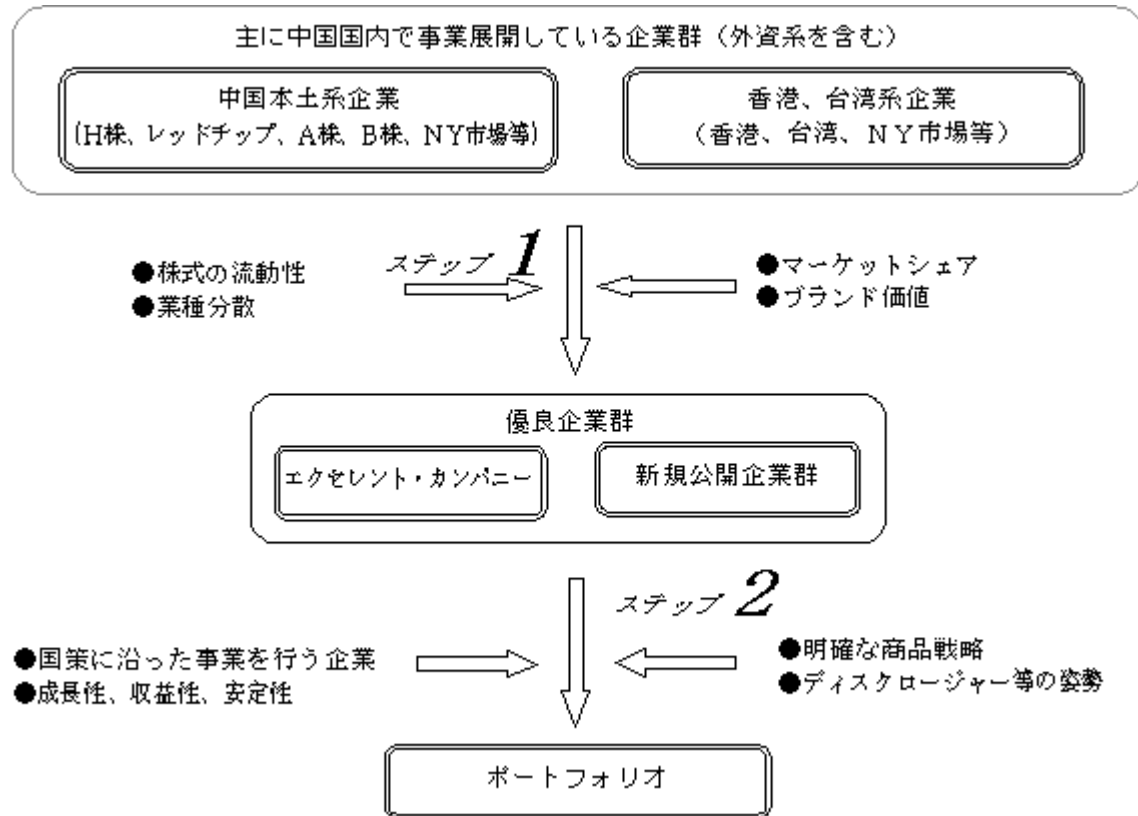 主に中国国内で事業展開している企業群（外資系を含む）
中国本土系企業
(H株、レッドチップ、A株、B株、NY市場等)
香港、台湾系企業
（香港、台湾、ＮＹ市場等）
ステップ 1
●株式の流動性
●業種分散
●マーケットシェア
●ブランド価値
優良企業群
エクセレント・カンパニー
新規公開企業群
ステップ 2
●国策に沿った事業を行う企業
●成長性、収益性、安定性
●明確な商品戦略
●ディスクロージャー等の姿勢
ポートフォリオ